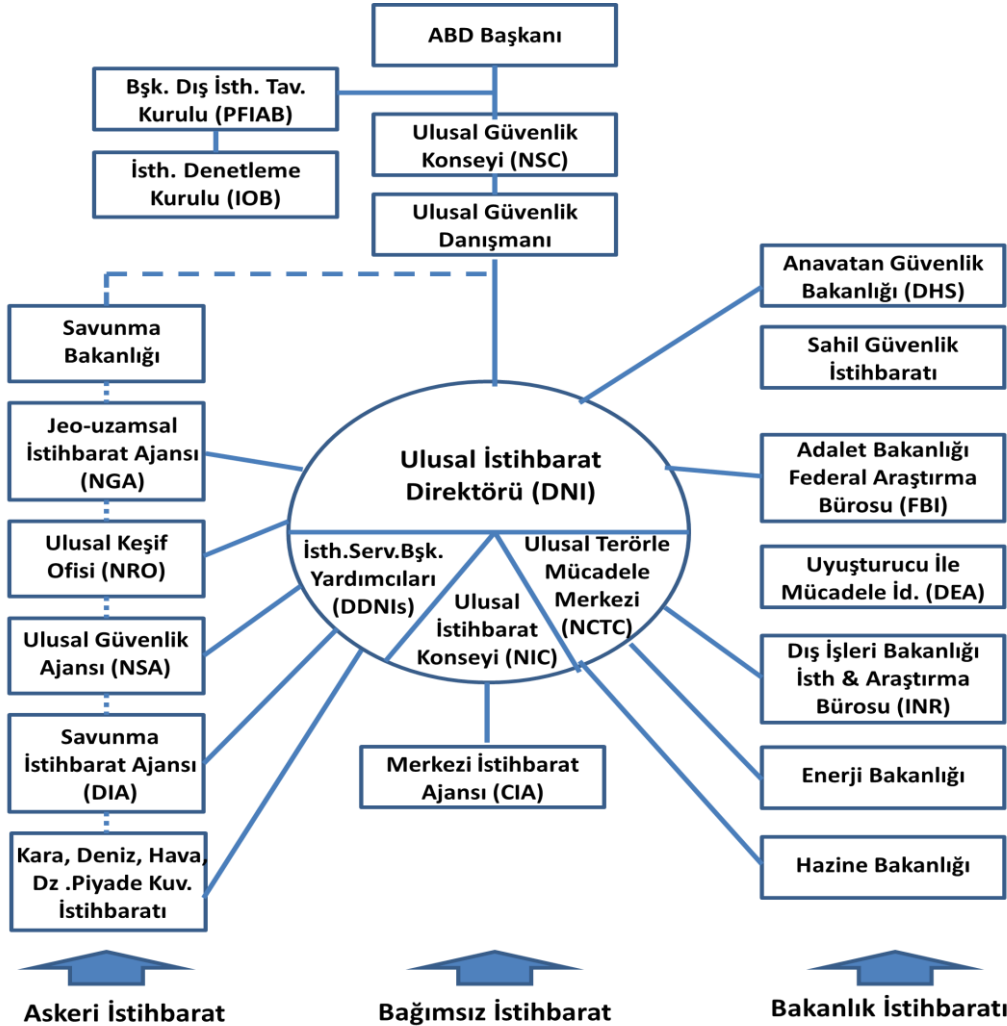 ABD Başkanı
Bşk. Dış İsth. Tav.
Kurulu (PFIAB)
Ulusal Güvenlik
Konseyi (NSC)
İsth. Denetleme
Kurulu (IOB)
Ulusal Güvenlik
Danışmanı
Savunma
Bakanlığı
Jeo-uzamsal
İstihbarat Ajansı
(NGA)
Ulusal Keşif
Ofisi (NRO)
Ulusal Güvenlik
Ajansı (NSA)
Savunma
İstihbarat Ajansı
(DIA)
Kara, Deniz, Hava,
Dz .Piyade Kuv.
İstihbaratı
Ulusal İstihbarat
Direktörü (DNI)
İsth.Serv.Bşk.
Yardımcıları
(DDNIs)
Ulusal
İstihbarat
Konseyi (NIC)
Ulusal Terörle
Mücadele
Merkezi
(NCTC)
Merkezi İstihbarat
Ajansı (CIA)
Anavatan Güvenlik
Bakanlığı (DHS)
Sahil Güvenlik
İstihbaratı
Adalet Bakanlığı
Federal Araştırma
Bürosu (FBI)
Uyuşturucu İle
Mücadele İd. (DEA)
Dış İşleri Bakanlığı
İsth & Araştırma
Bürosu (INR)
Enerji Bakanlığı
Hazine Bakanlığı
Askeri İstihbarat
Bağımsız İstihbarat
Bakanlık İstihbaratı